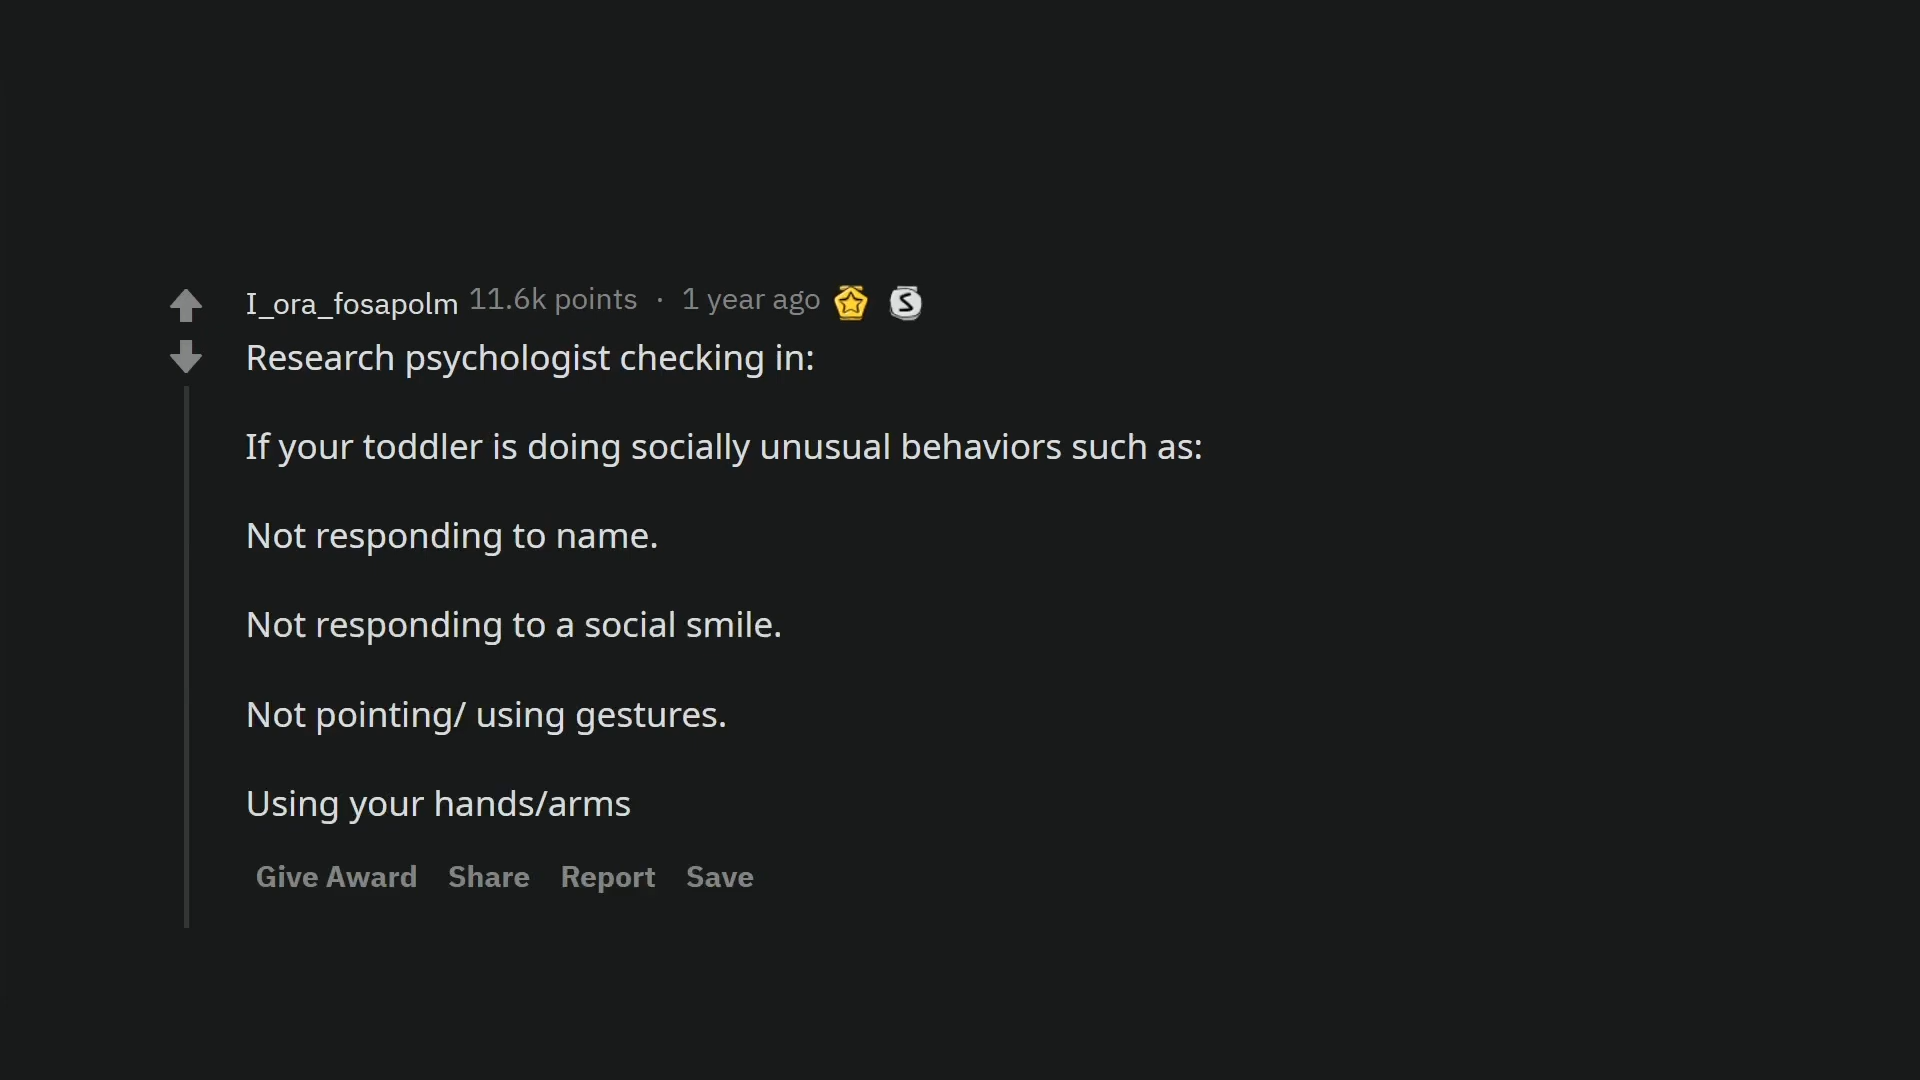 I_ora_fosapolm 11.6k points · 1 year ago
Research psychologist checking in:
If your toddler is doing socially unusual behaviors such as:
Not responding to name.
Not responding to a social smile.
Not pointing/ using gestures.
Using your hands/arms
Give Award Share Report Save